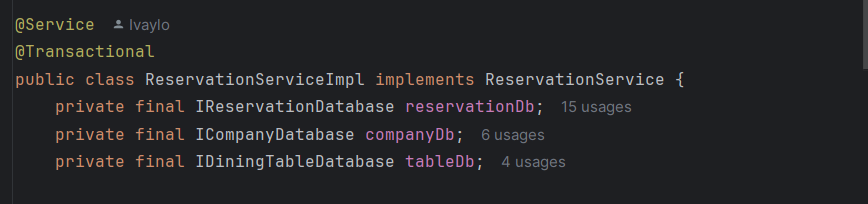 @Service Ivaylo
@Transactional
public class ReservationServiceImpl implements ReservationService {
private final IReservationDatabase reservationDb; 15 usages
private final ICompanyDatabase companyDb; 6 usages
private final IDiningTableDatabase tableDb; 4 usages